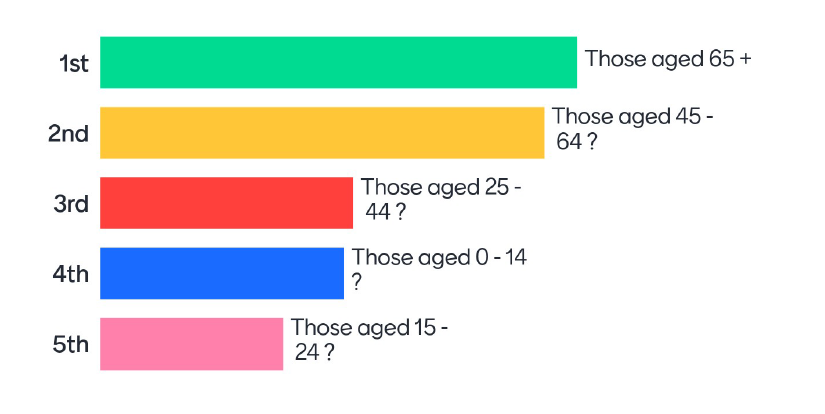 1st
Those aged 65 +
2nd
Those aged 45 -
64 ?
3rd
Those aged 25 -
44 ?
4th
Those aged 0 - 14
?
5th
Those aged 15 -
24 ?